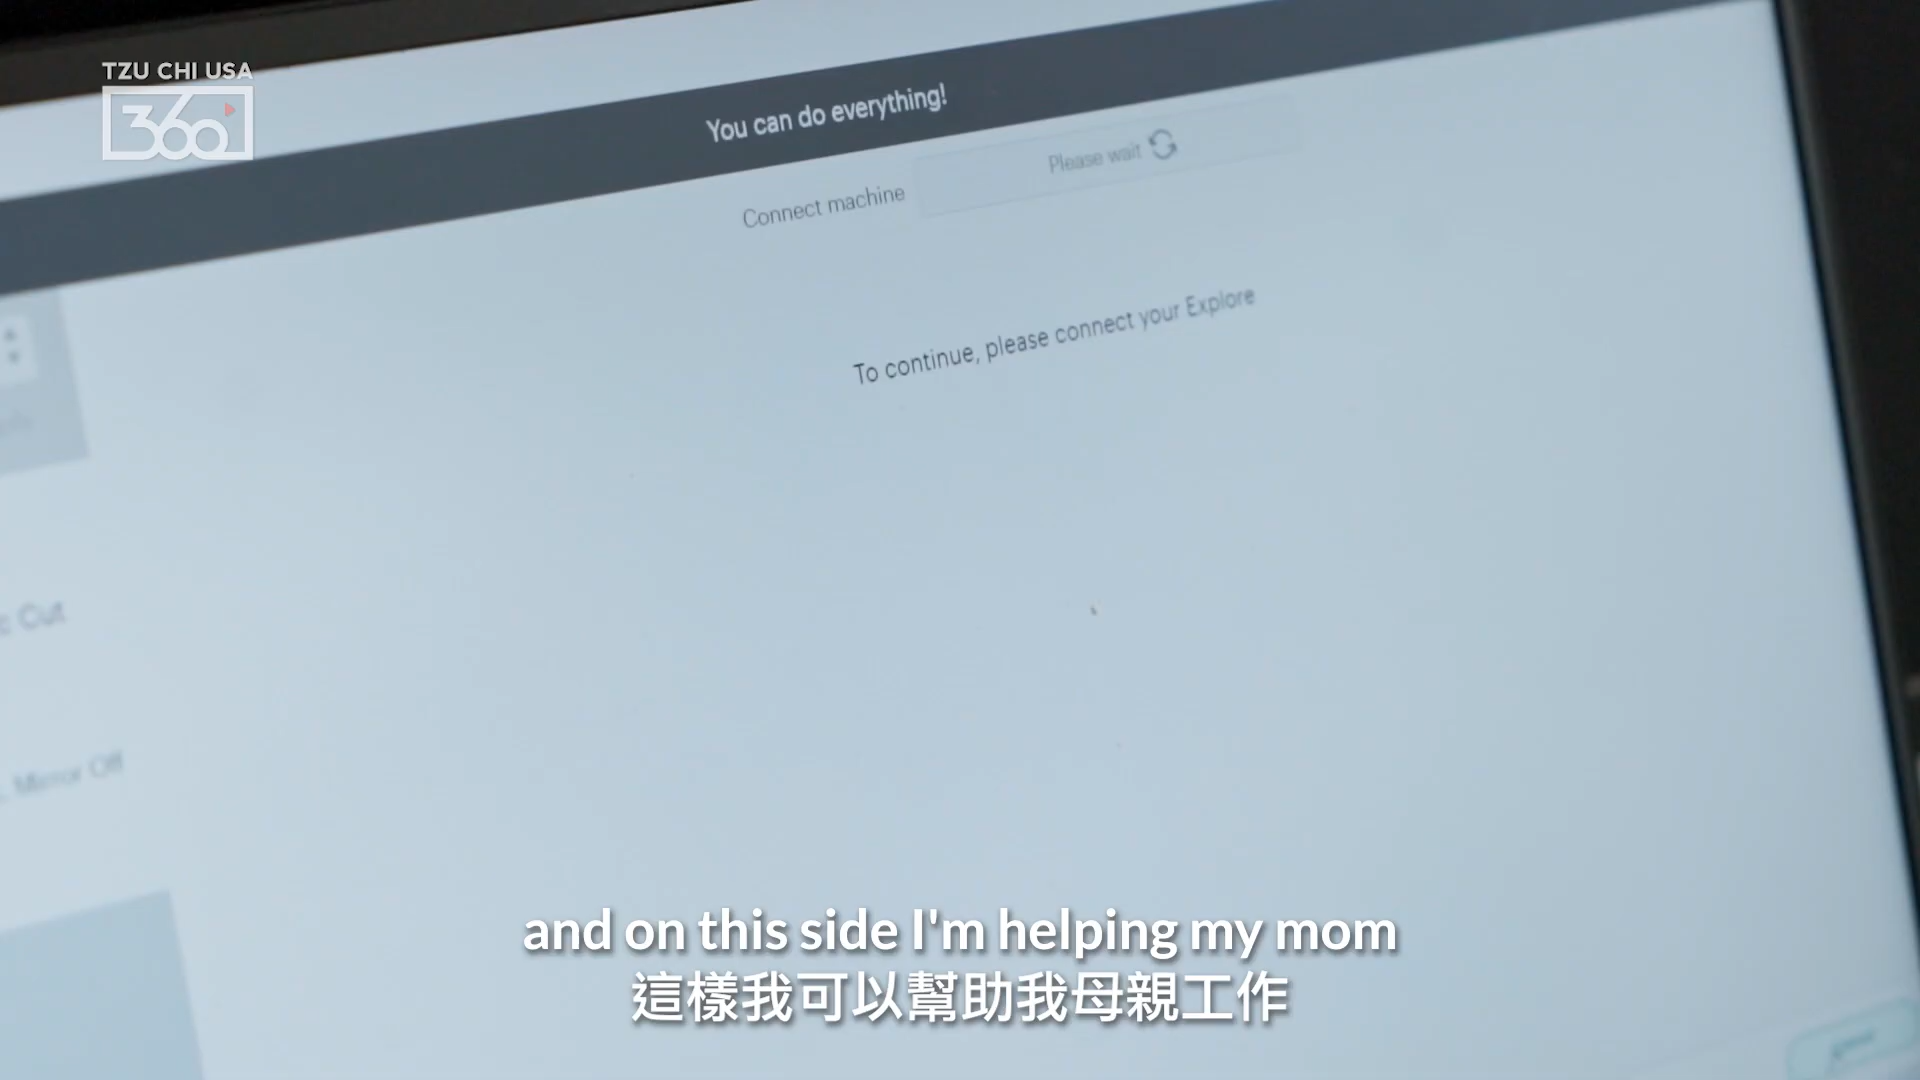 TZU CHI USA
360
You can do everything!
Connect machine
Please wait
To continue, please connect your Explore
Cut
Mirror Off
and on this side I'm helping my mom
這樣我可以幫助我母親工作